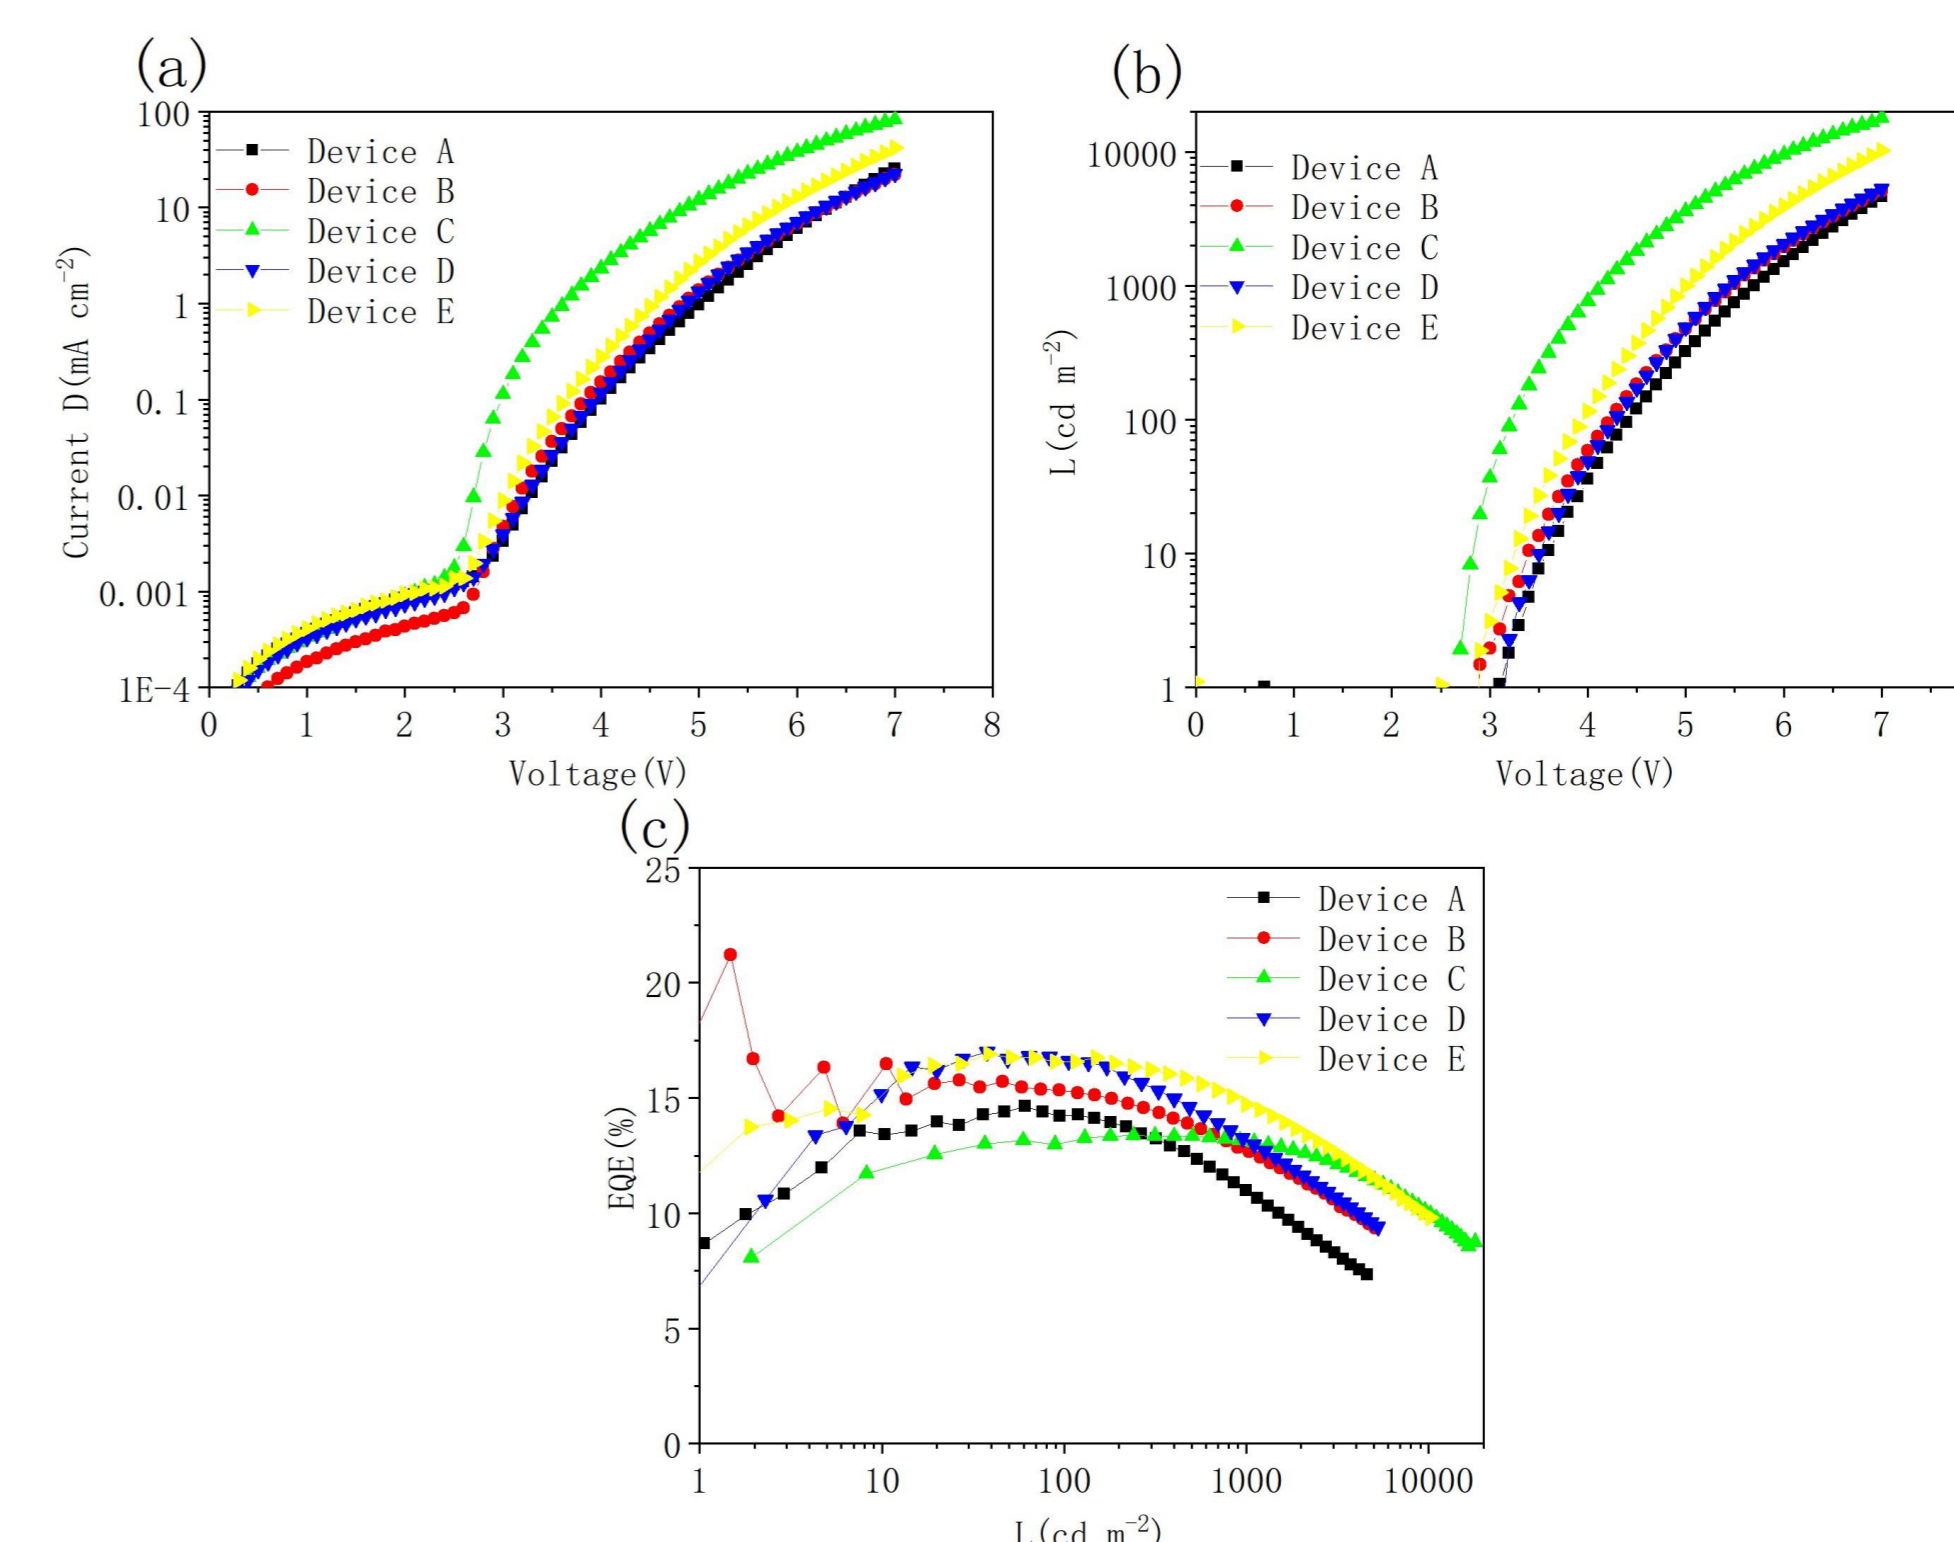 (a)
100
10
1
0.1
0.01
0.001
1E-4
Current D(mA cm⁻²)
Device A
Device B
Device C
Device D
Device E
0 1 2 3 4 5 6 7 8
Voltage(V)
(b)
10000
1000
100
10
1
L(cd m⁻²)
Device A
Device B
Device C
Device D
Device E
0 1 2 3 4 5 6 7
Voltage(V)
(c)
25
20
15
10
5
0
EQE(%)
Device A
Device B
Device C
Device D
Device E
1 10 100 1000 10000
L(cd m⁻²)